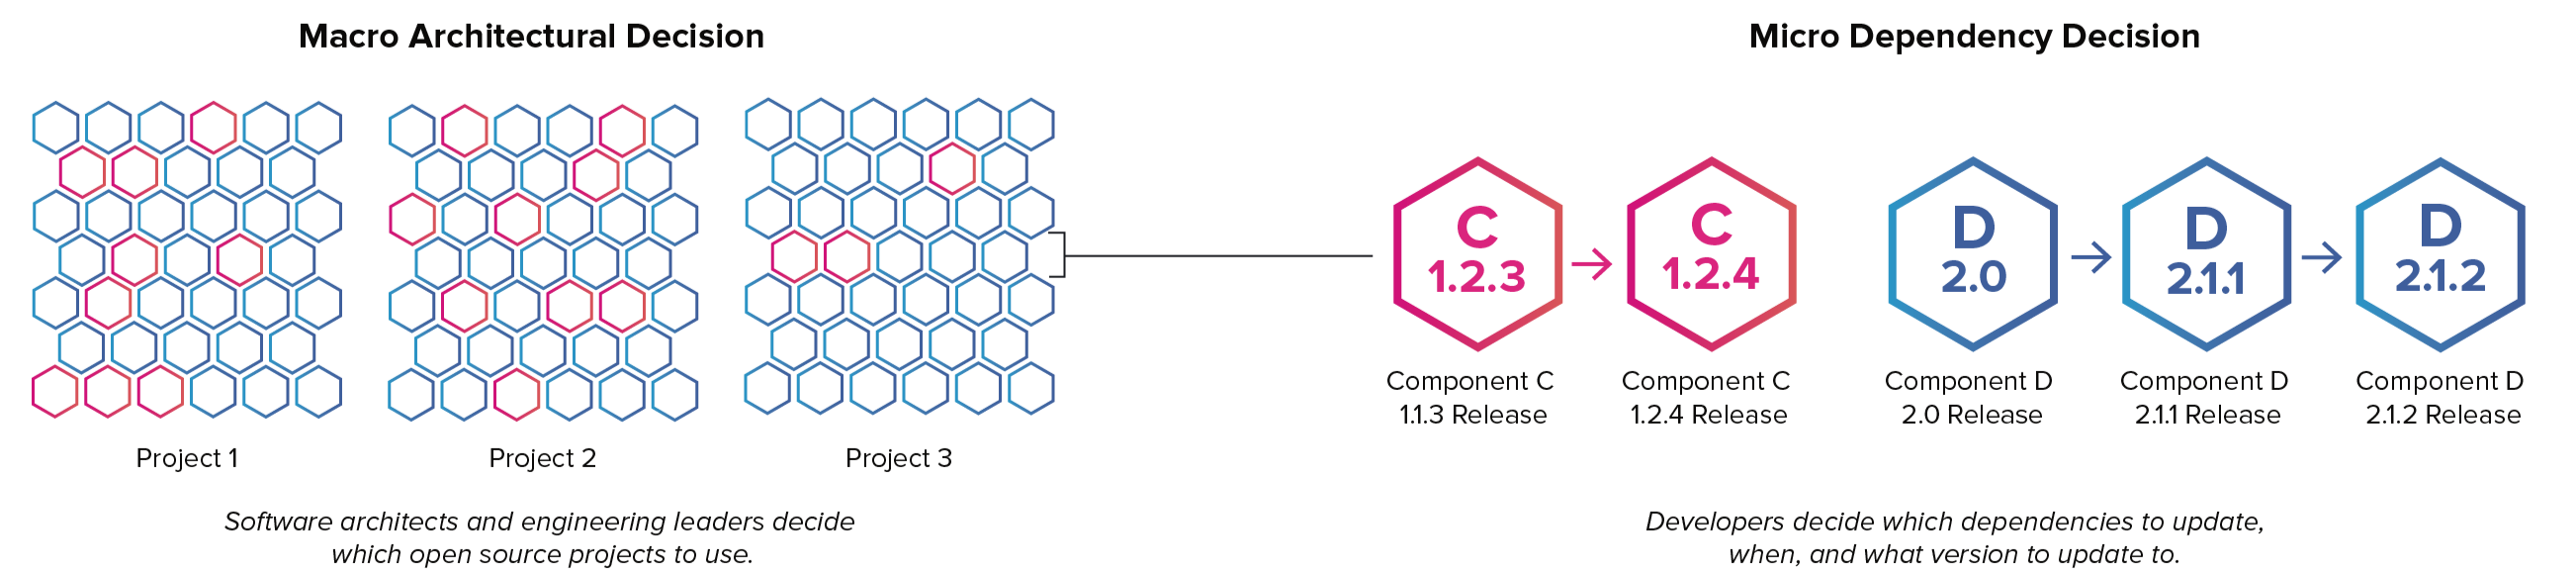 Macro Architectural Decision
Micro Dependency Decision
C
1.2.3
C
1.2.4
D
2.0
D
2.1.1
D
2.1.2
Component C
1.1.3 Release
Component C
1.2.4 Release
Component D
2.0 Release
Component D
2.1.1 Release
Component D
2.1.2 Release
Project 1
Project 2
Project 3
Software architects and engineering leaders decide
which open source projects to use.
Developers decide which dependencies to update,
when, and what version to update to.